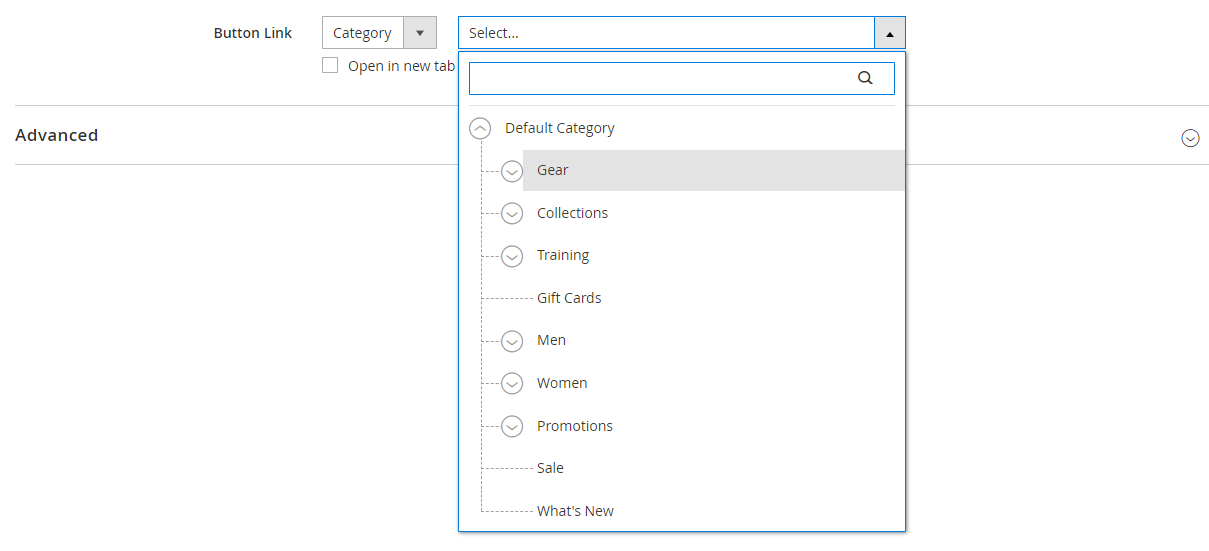 Button Link Category Select...
Open in new tab
Default Category
Advanced
Gear
Collections
Training
Gift Cards
Men
Women
Promotions
Sale
What's New